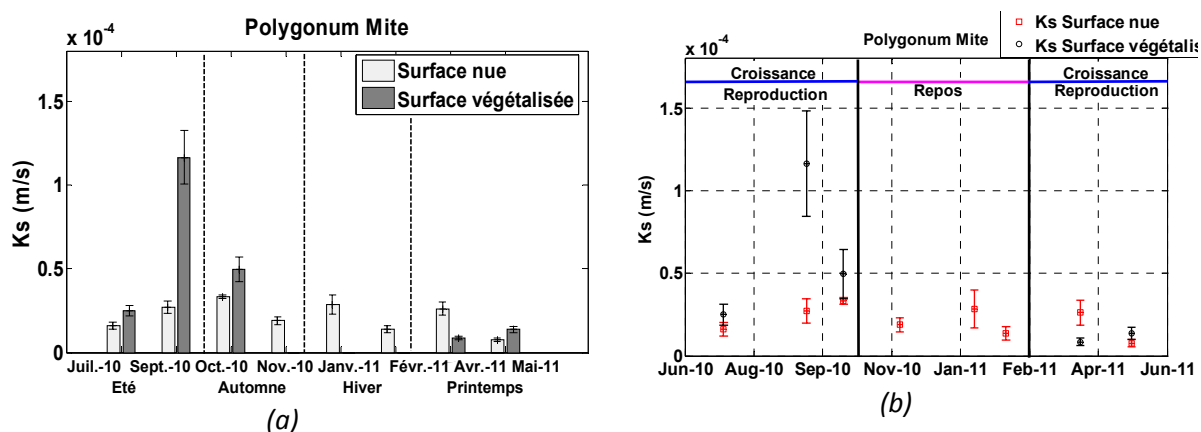 Polygonum Mite
x 10-4
Surface nue
Surface végétalisée
1.5
1
0.5
0
Ks (m/s)
Juil.-10 Sept.-10 Oct.-10 Nov.-10 Janv.-11 Févr.-11 Avr.-11 Mai-11
Eté Automne Hiver Printemps
(a)
Ks Surface nue
Ks Surface végétalis
x 10-4
Polygonum Mite
Croissance
Reproduction
Repos
Croissance
Reproduction
1.5
1
0.5
0
Ks (m/s)
Jun-10 Aug-10 Sep-10 Nov-10 Jan-11 Feb-11 Apr-11 Jun-11
(b)